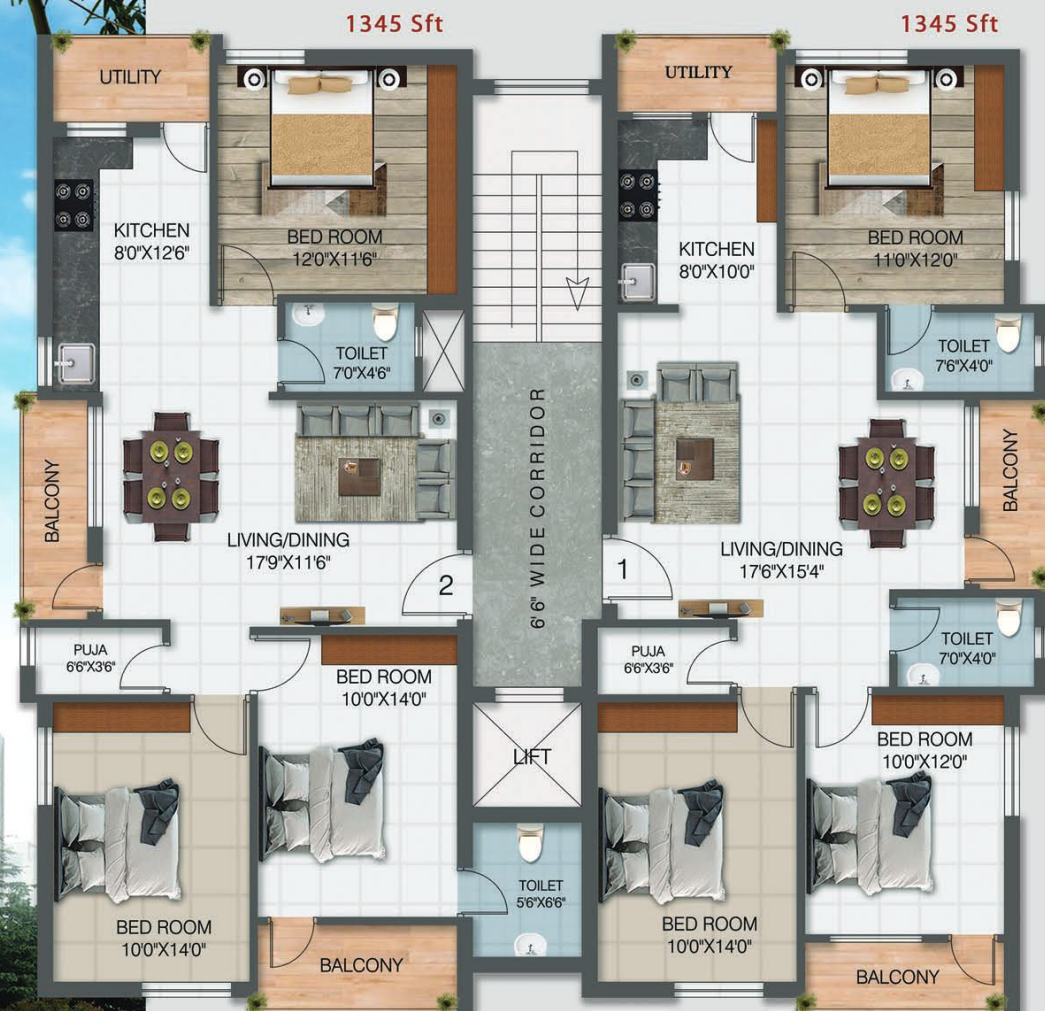 1345 Sft
1345 Sft
UTILITY
UTILITY
KITCHEN
8'0"X12'6"
BED ROOM
12'0"X11'6"
KITCHEN
8'0"X10'0"
BED ROOM
11'0"X12'0"
TOILET
7'0"X4'6"
TOILET
7'6"X4'0"
BALCONY
6'6" WIDE CORRIDOR
BALCONY
LIVING/DINING
17'9"X11'6"
2
1
LIVING/DINING
17'6"X15'4"
PUJA
6'6"X3'6"
PUJA
6'6"X3'6"
TOILET
7'0"X4'0"
BED ROOM
10'0"X14'0"
LIFT
BED ROOM
10'0"X12'0"
BED ROOM
10'0"X14'0"
TOILET
5'6"X6'6"
BED ROOM
10'0"X14'0"
BALCONY
BALCONY